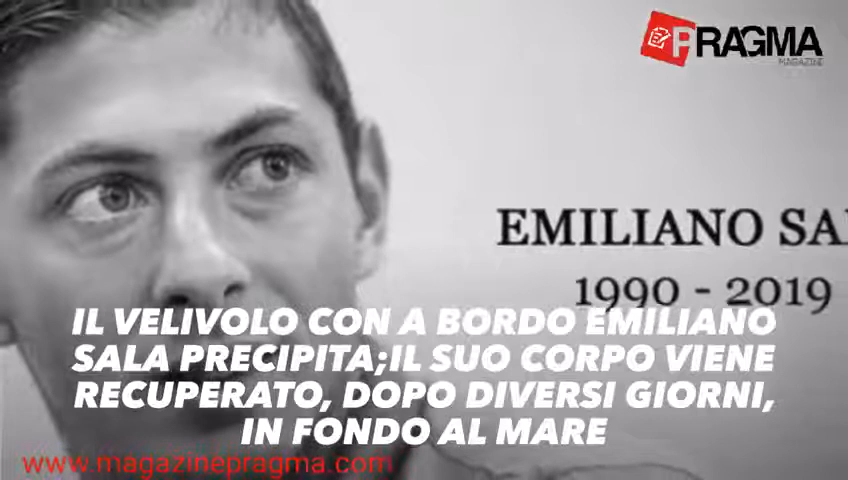 PRAGMA
MAGAZINE
EMILIANO SA
1990 - 2019
IL VELIVOLO CON A BORDO EMILIANO
SALA PRECIPITA;IL SUO CORPO VIENE
RECUPERATO, DOPO DIVERSI GIORNI,
IN FONDO AL MARE
www.magazinepragma.com